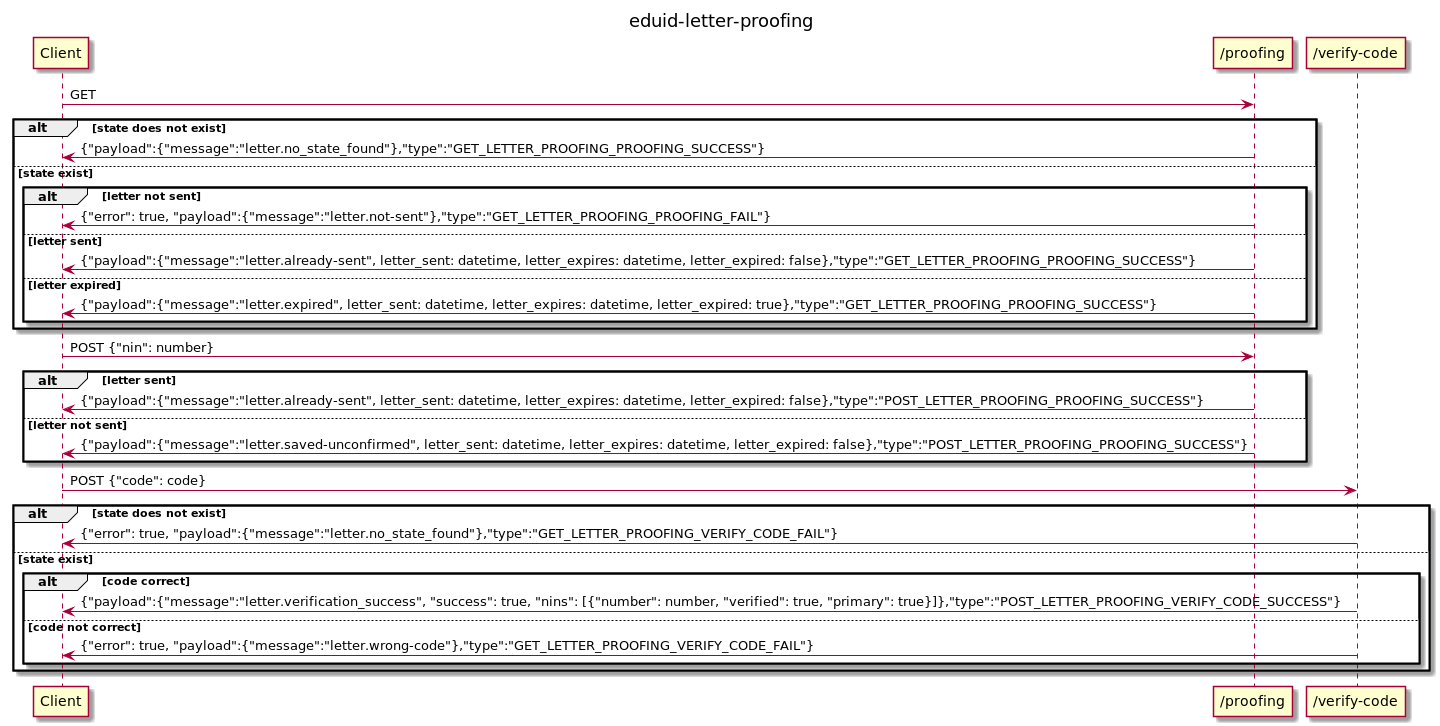 eduid-letter-proofing
Client
/proofing
/verify-code
GET
alt [state does not exist]
{"payload":{"message":"letter.no_state_found"},"type":"GET_LETTER_PROOFING_PROOFING_SUCCESS"}
[state exist]
alt [letter not sent]
{"error": true, "payload":{"message":"letter.not-sent"},"type":"GET_LETTER_PROOFING_PROOFING_FAIL"}
[letter sent]
{"payload":{"message":"letter.already-sent", letter_sent: datetime, letter_expires: datetime, letter_expired: false},"type":"GET_LETTER_PROOFING_PROOFING_SUCCESS"}
[letter expired]
{"payload":{"message":"letter.expired", letter_sent: datetime, letter_expires: datetime, letter_expired: true},"type":"GET_LETTER_PROOFING_PROOFING_SUCCESS"}
POST {"nin": number}
alt [letter sent]
{"payload":{"message":"letter.already-sent", letter_sent: datetime, letter_expires: datetime, letter_expired: false},"type":"POST_LETTER_PROOFING_PROOFING_SUCCESS"}
[letter not sent]
{"payload":{"message":"letter.saved-unconfirmed", letter_sent: datetime, letter_expires: datetime, letter_expired: false},"type":"POST_LETTER_PROOFING_PROOFING_SUCCESS"}
POST {"code": code}
alt [state does not exist]
{"error": true, "payload":{"message":"letter.no_state_found"},"type":"GET_LETTER_PROOFING_VERIFY_CODE_FAIL"}
[state exist]
alt [code correct]
{"payload":{"message":"letter.verification_success", "success": true, "nins": [{"number": number, "verified": true, "primary": true}]},"type":"POST_LETTER_PROOFING_VERIFY_CODE_SUCCESS"}
[code not correct]
{"error": true, "payload":{"message":"letter.wrong-code"},"type":"GET_LETTER_PROOFING_VERIFY_CODE_FAIL"}
Client
/proofing
/verify-code